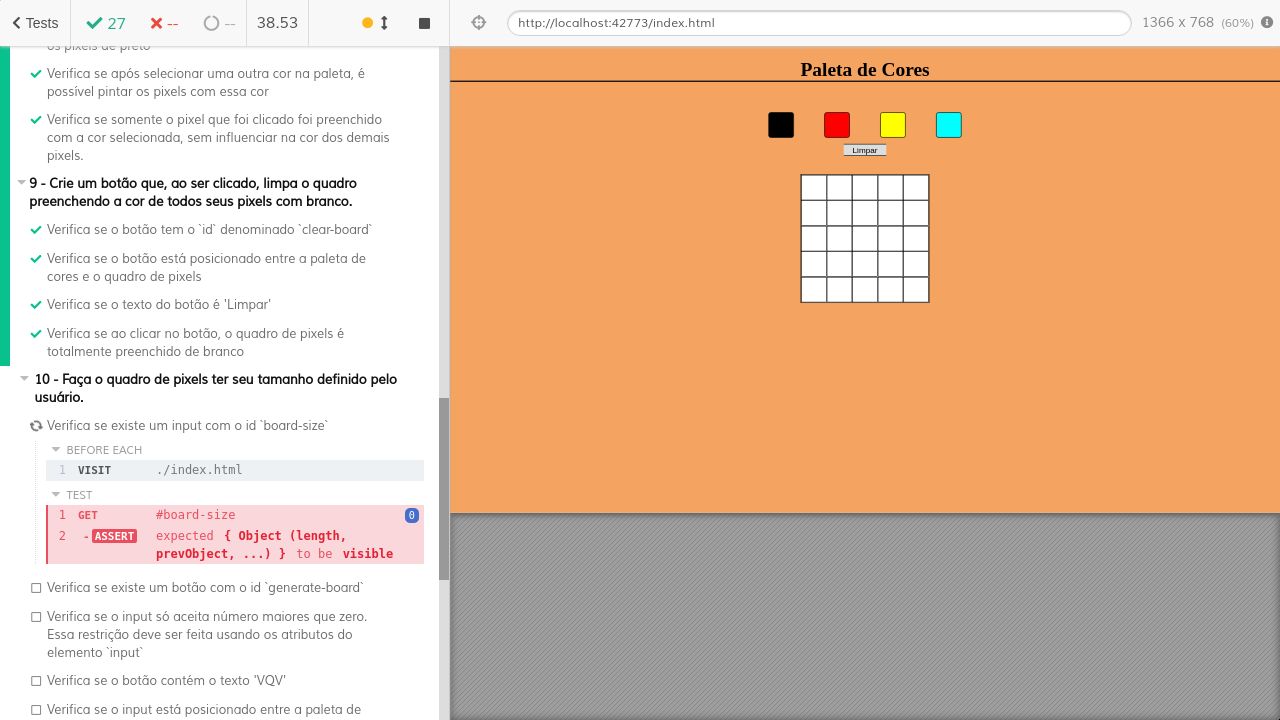 Tests
27
--
--
38.53
http://localhost:42773/index.html
1366 x 768 (60%)
os pixels de preto
Verifica se após selecionar uma outra cor na paleta, é
possível pintar os pixels com essa cor
Verifica se somente o pixel que foi clicado foi preenchido
com a cor selecionada, sem influenciar na cor dos demais
pixels.
9 - Crie um botão que, ao ser clicado, limpa o quadro
preenchendo a cor de todos seus pixels com branco.
Verifica se o botão tem o `id` denominado `clear-board`
Verifica se o botão está posicionado entre a paleta de
cores e o quadro de pixels
Verifica se o texto do botão é 'Limpar'
Verifica se ao clicar no botão, o quadro de pixels é
totalmente preenchido de branco
10 - Faça o quadro de pixels ter seu tamanho definido pelo
usuário.
Verifica se existe um input com o id `board-size`
BEFORE EACH
1 VISIT ./index.html
TEST
1 GET #board-size 0
2 -ASSERT expected { Object (length,
prevObject, ...) } to be visible
Verifica se existe um botão com o id `generate-board`
Verifica se o input só aceita número maiores que zero.
Essa restrição deve ser feita usando os atributos do
elemento `input`
Verifica se o botão contém o texto 'VQV'
Verifica se o input está posicionado entre a paleta de
Paleta de Cores
Limpar